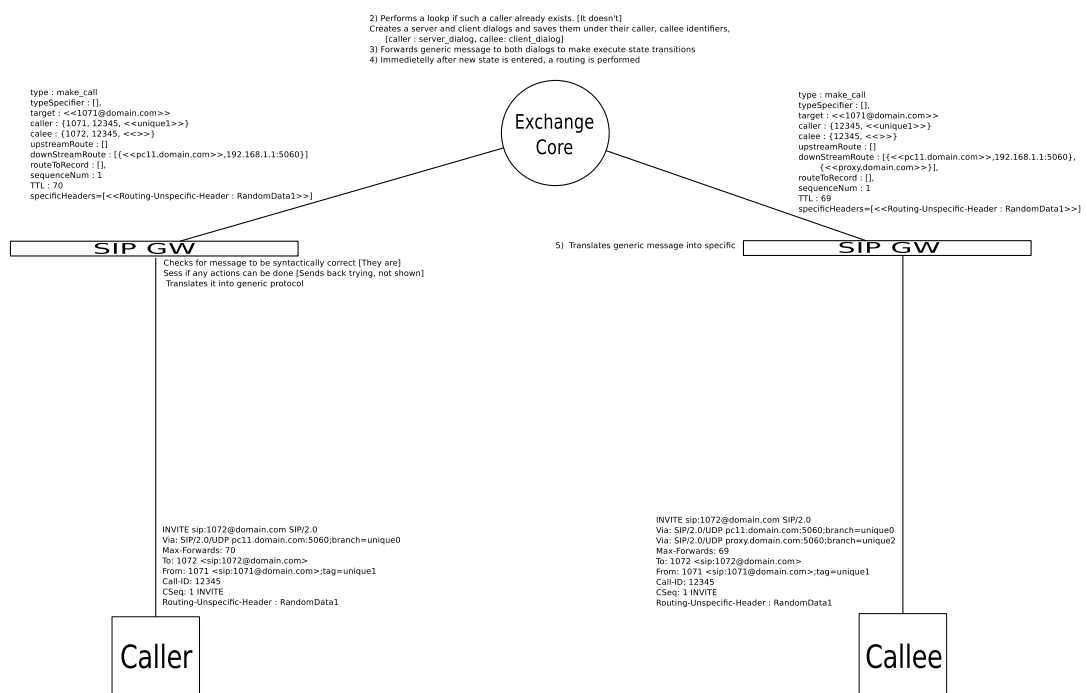 2) Performs a lookp if such a caller already exists. [It doesn't]
Creates a server and client dialogs and saves them under their caller, callee identifiers,
[caller : server_dialog, callee: client_dialog]
3) Forwards generic message to both dialogs to make execute state transitions
4) Immedietelly after new state is entered, a routing is performed
type : make_call
typeSpecifier : [],
target : <<1071@domain.com>>
caller : {1071, 12345, <<unique1>>}
calee : {1072, 12345, <<>>}
upstreamRoute : []
downStreamRoute : [{<<pc11.domain.com>>,192.168.1.1:5060}]
routeToRecord : [],
sequenceNum : 1
TTL : 70
specificHeaders=[<<Routing-Unspecific-Header : RandomData1>>]
Exchange
Core
type : make_call
typeSpecifier : [],
target : <<1071@domain.com>>
caller : {12345, <<unique1>>}
calee : {12345, <<>>}
upstreamRoute : []
downStreamRoute : [{<<pc11.domain.com>>,192.168.1.1:5060},
{<<proxy.domain.com>>}],
routeToRecord : [],
sequenceNum : 1
TTL : 69
specificHeaders=[<<Routing-Unspecific-Header : RandomData1>>]
SIP GW
Checks for message to be syntactically correct [They are]
Sess if any actions can be done [Sends back trying, not shown]
Translates it into generic protocol
5) Translates generic message into specific
SIP GW
INVITE sip:1072@domain.com SIP/2.0
Via: SIP/2.0/UDP pc11.domain.com:5060;branch=unique0
Max-Forwards: 70
To: 1072 <sip:1072@domain.com>
From: 1071 <sip:1071@domain.com>;tag=unique1
Call-ID: 12345
CSeq: 1 INVITE
Routing-Unspecific-Header : RandomData1
Caller
INVITE sip:1072@domain.com SIP/2.0
Via: SIP/2.0/UDP pc11.domain.com:5060;branch=unique0
Via: SIP/2.0/UDP proxy.domain.com:5060;branch=unique2
Max-Forwards: 69
To: 1072 <sip:1072@domain.com>
From: 1071 <sip:1071@domain.com>;tag=unique1
Call-ID: 12345
CSeq: 1 INVITE
Routing-Unspecific-Header : RandomData1
Callee